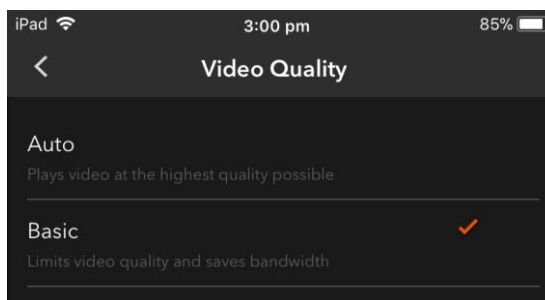 iPad 3:00 pm 85%
Video Quality
Auto
Plays video at the highest quality possible
Basic
Limits video quality and saves bandwidth